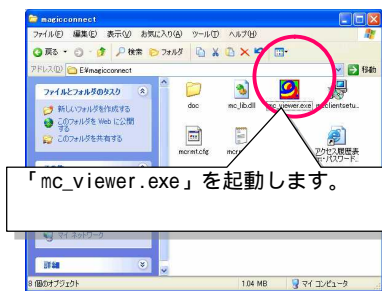 magicconnect
ファイル(F) 編集(E) 表示(V) お気に入り(A) ツール(T) ヘルプ(H)
戻る 検索 フォルダ
アドレス(D) E:¥magicconnect 移動
ファイルとフォルダのタスク
新しいフォルダを作成する
このフォルダを Web に公開する
このフォルダを共有する
doc
mc_lib.dll
mc_viewer.exe
mcrmt.cfg
アクセス履歴表
「mc_viewer.exe」を起動します。
マイ ネットワーク
詳細
8 個のオブジェクト 1.04 MB マイ コンピュータ